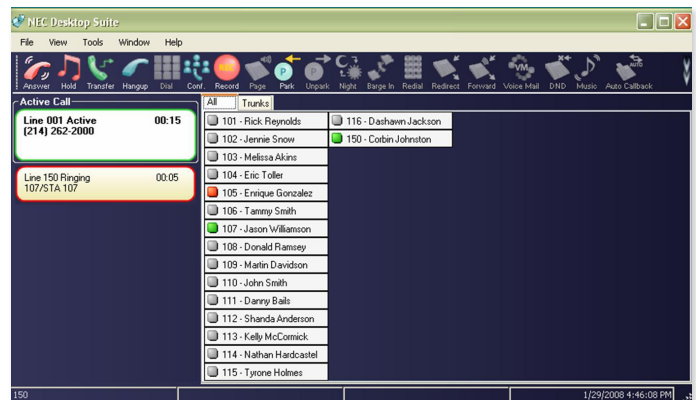 NEC Desktop Suite
File View Tools Window Help
Answer Hold Transfer Hangup Dial Conf. Record Page Park Unpark Night Barge In Redial Redirect Forward Voice Mail DND Music Auto Callback
Active Call
Line 001 Active 00:15
(214) 262-2000
Line 150 Ringing 00:05
107/STA 107
All Trunks
101 - Rick Reynolds
102 - Jennie Snow
103 - Melissa Akins
104 - Eric Toller
105 - Enrique Gonzalez
106 - Tammy Smith
107 - Jason Williamson
108 - Donald Ramsey
109 - Martin Davidson
110 - John Smith
111 - Danny Bails
112 - Shanda Anderson
113 - Kelly McCormick
114 - Nathan Hardcastel
115 - Tyrone Holmes
116 - Dashawn Jackson
150 - Corbin Johnston
150 1/29/2008 4:46:08 PM